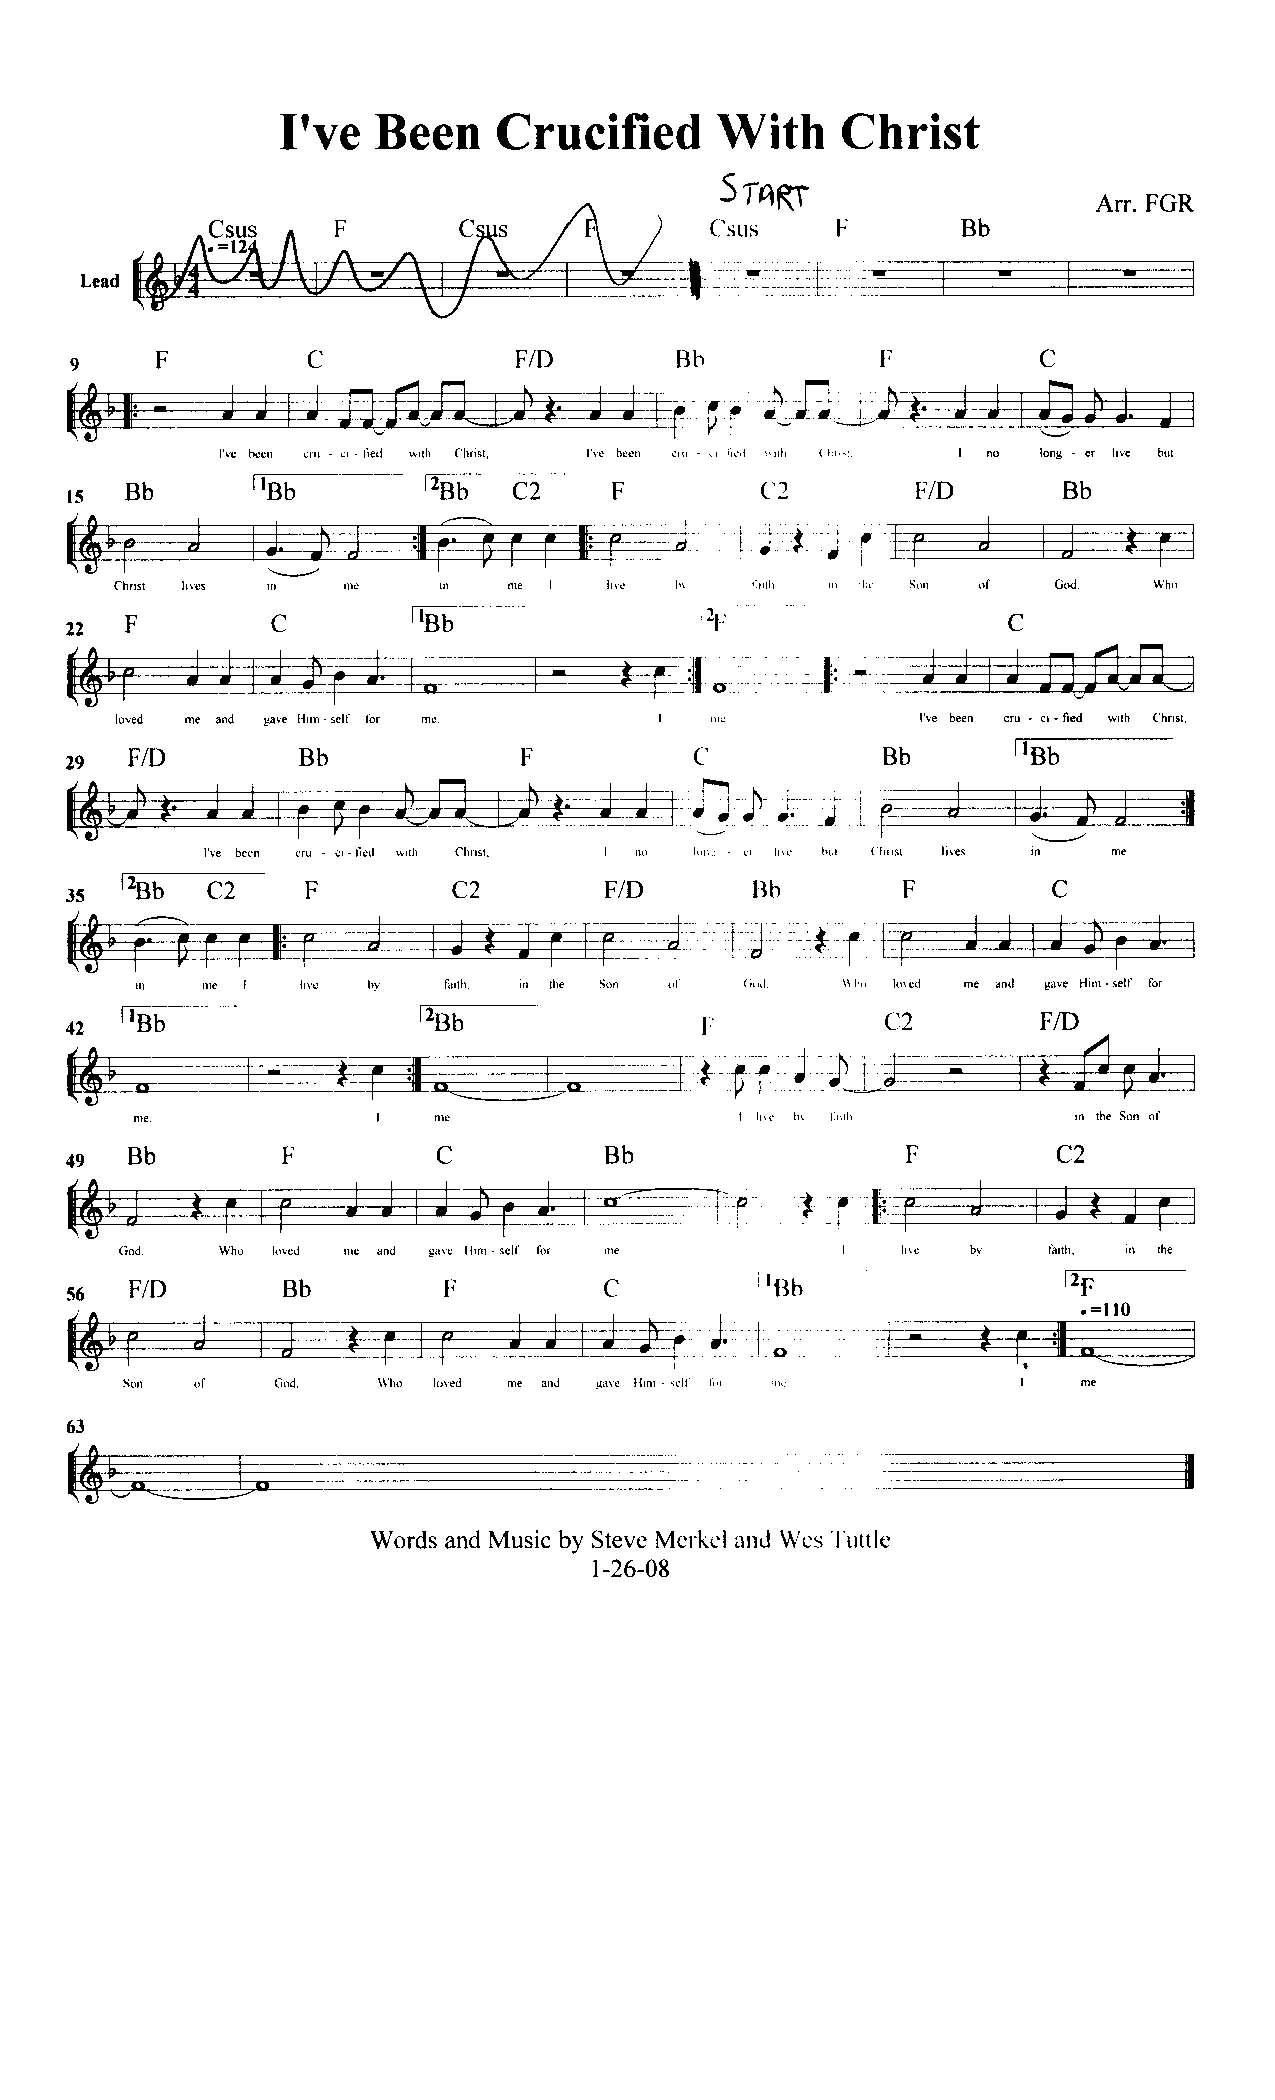 I've Been Crucified With Christ
START
Arr. FGR
Csus F Csus F Csus F Bb
=124
Lead
9 F C F/D Bb F C
I've been cru - ci - fied with Christ, I've been cru - ci - fied with Christ, I no long - er live but
15 Bb 1 Bb 2 Bb C2 F C2 F/D Bb
Christ lives in me in me I live by faith in the Son of God. Who
22 F C 1 Bb 2 F C
loved me and gave Him - self for me. I me I've been cru - ci - fied with Christ,
29 F/D Bb F C Bb 1 Bb
I've been cru - ci - fied with Christ, I no long - er live but Christ lives in me
35 2 Bb C2 F C2 F/D Bb F C
in me I live by faith, in the Son of God. Who loved me and gave Him - self for
42 1 Bb 2 Bb F C2 F/D
me. I me I live by faith in the Son of
49 Bb F C Bb F C2
God. Who loved me and gave Him - self for me I live by faith, in the
56 F/D Bb F C 1 Bb 2 F
=110
Son of God. Who loved me and gave Him - self for me I me
63
Words and Music by Steve Merkel and Wes Tuttle
1-26-08